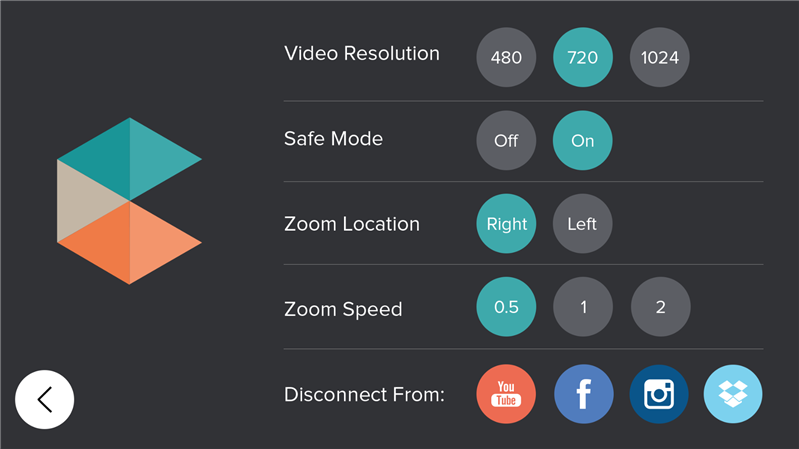 Video Resolution 480 720 1024
Safe Mode Off On
Zoom Location Right Left
Zoom Speed 0.5 1 2
Disconnect From: You
Tube